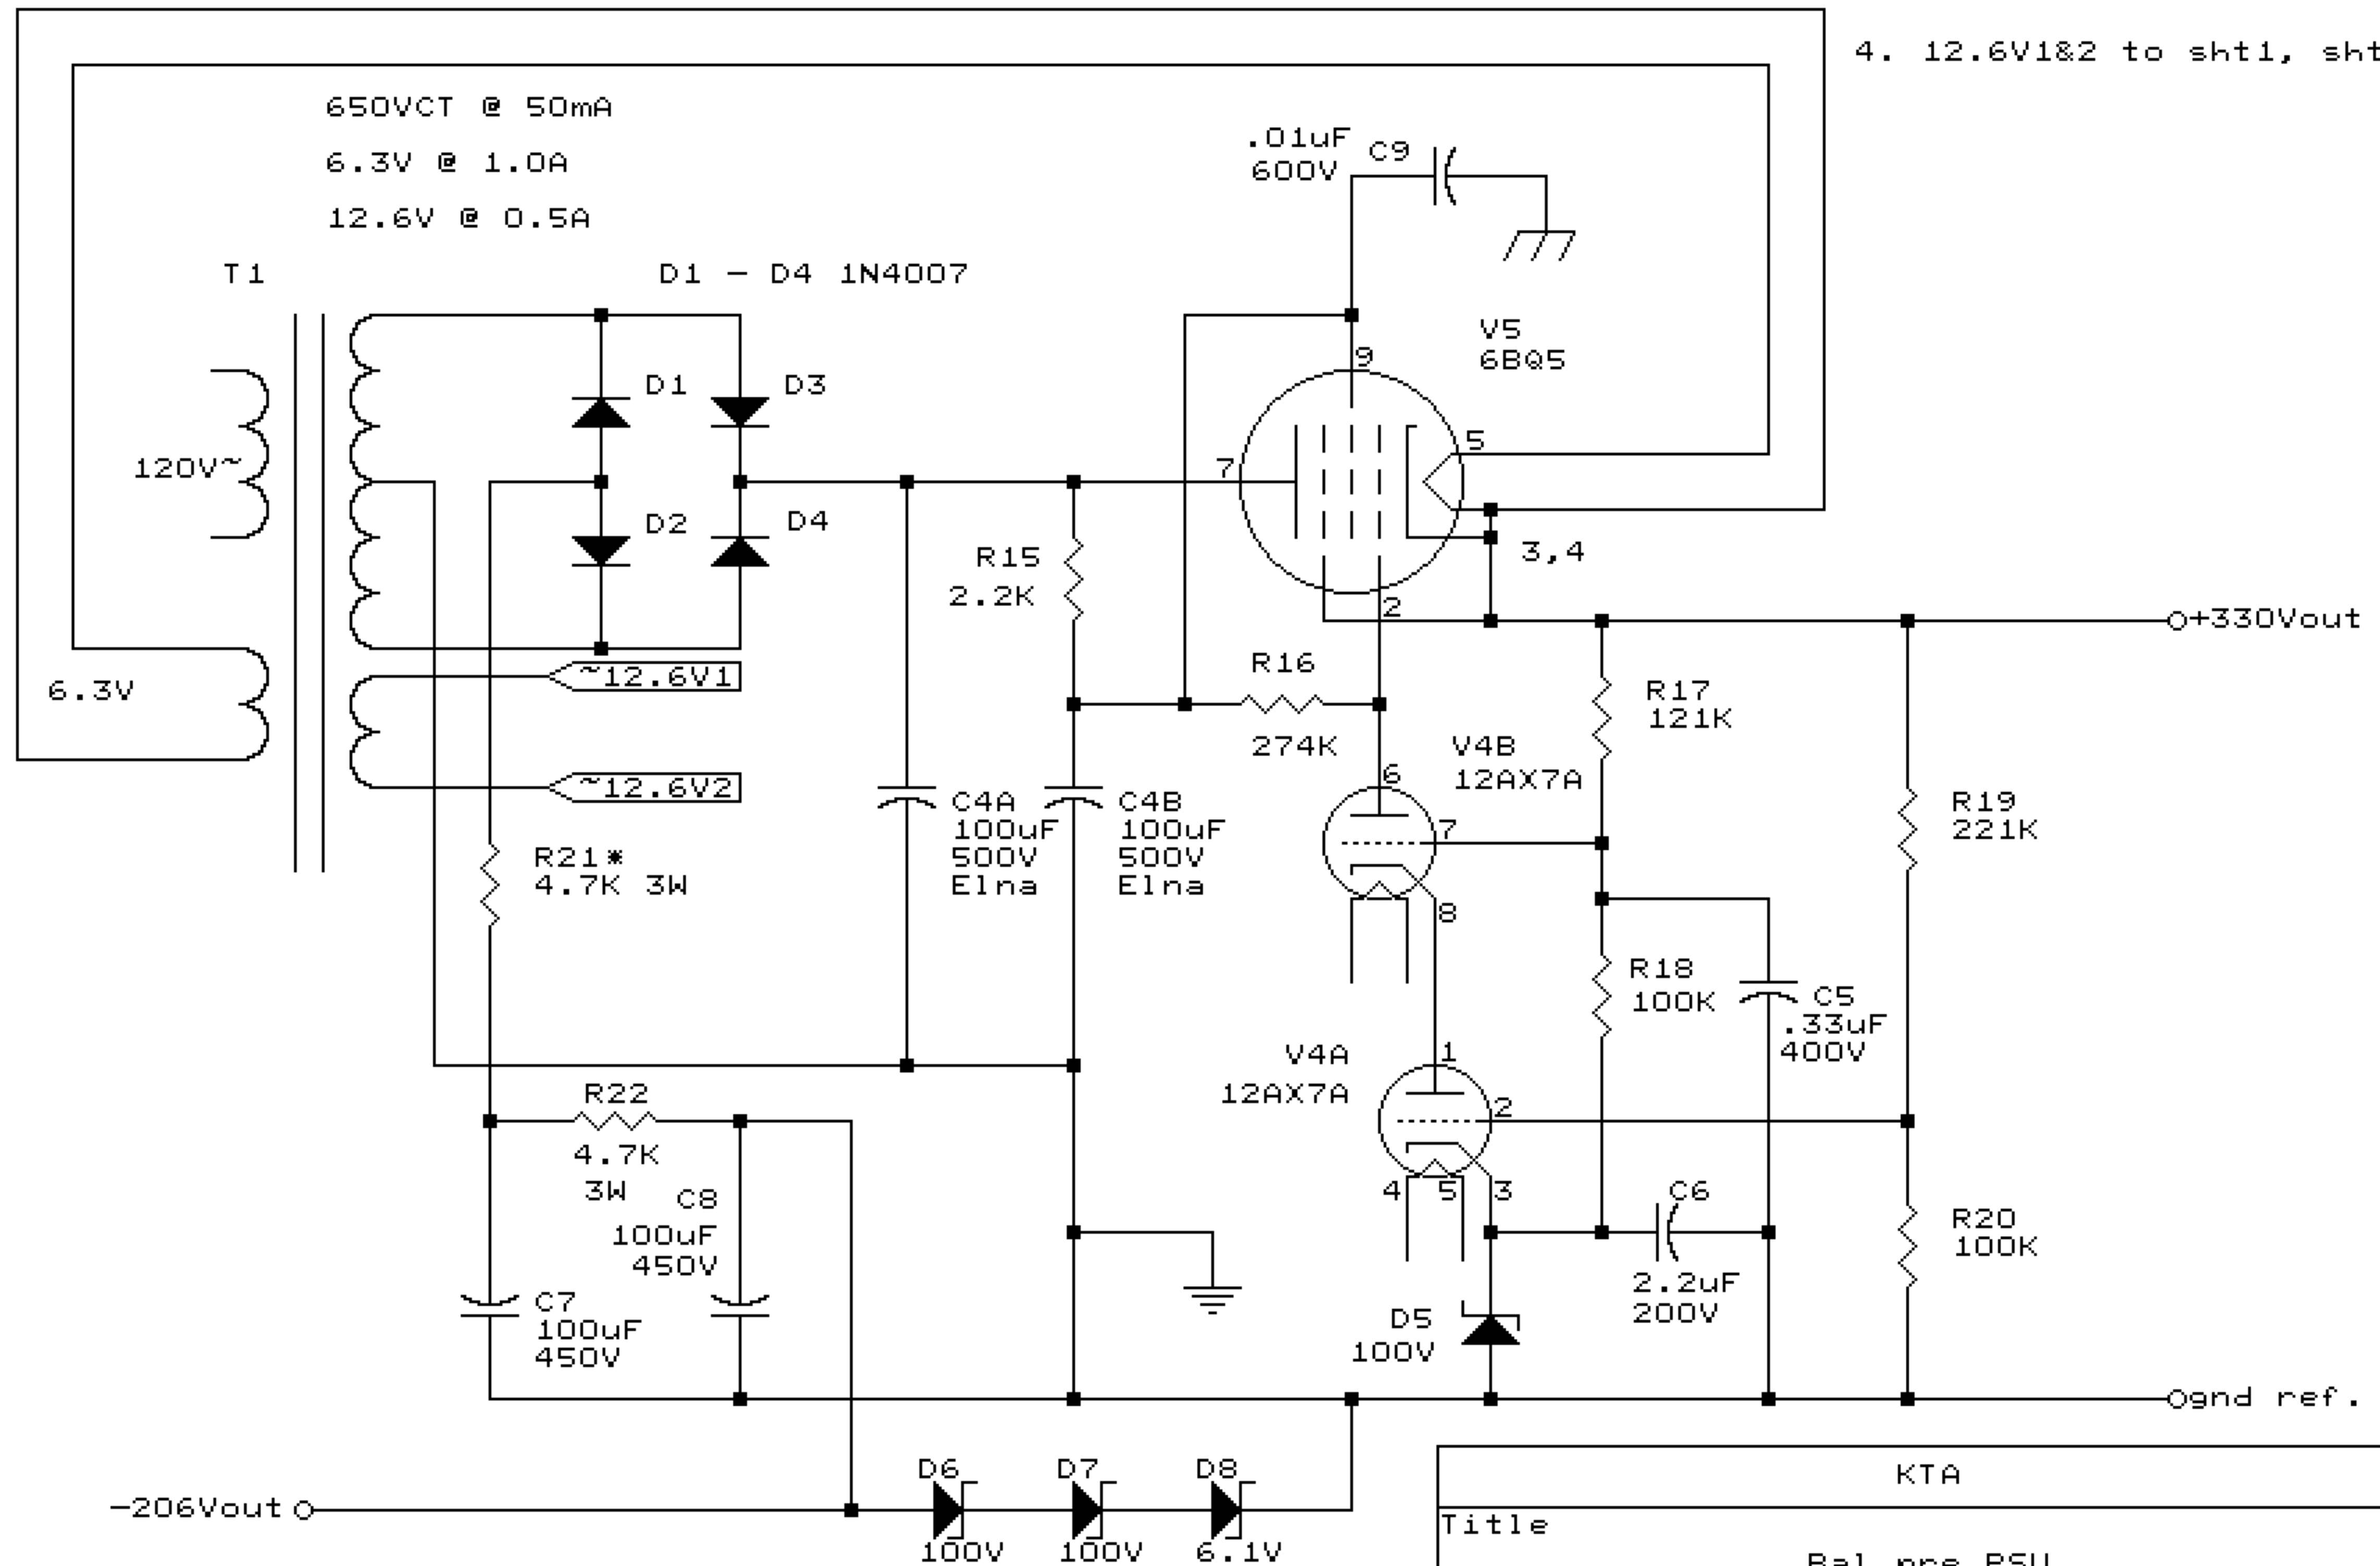 4. 12.6V1&2 to sht1, sht
650VCT @ 50mA
6.3V @ 1.0A
12.6V @ 0.5A
.01uF
600V
C9
T1
D1 - D4 1N4007
V5
6BQ5
9
D1
D3
5
120V~
7
D2
D4
3,4
R15
2.2K
2
+330Vout
R16
~12.6V1
6.3V
R17
121K
274K
V4B
12AX7A
6
~12.6V2
C4A
100uF
500V
Elna
C4B
100uF
500V
Elna
7
R19
221K
R21*
4.7K 3W
8
R18
100K
C5
.33uF
400V
V4A
12AX7A
1
R22
4.7K
3W
2
C8
100uF
450V
4
5
3
C6
2.2uF
200V
R20
100K
C7
100uF
450V
D5
100V
gnd ref.
D6
D7
D8
KTA
-206Vout
Title
100V
100V
6.1V
Bal pre PSU